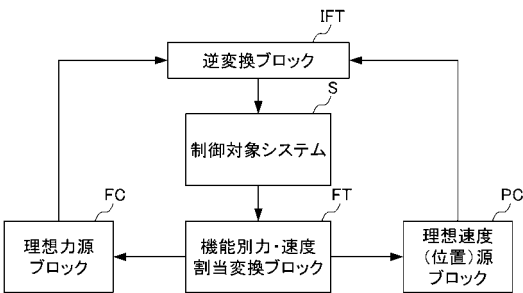 IFT
逆変換ブロック
S
制御対象システム
FC
理想力源
ブロック
FT
機能別力・速度
割当変換ブロック
PC
理想速度
(位置)源
ブロック